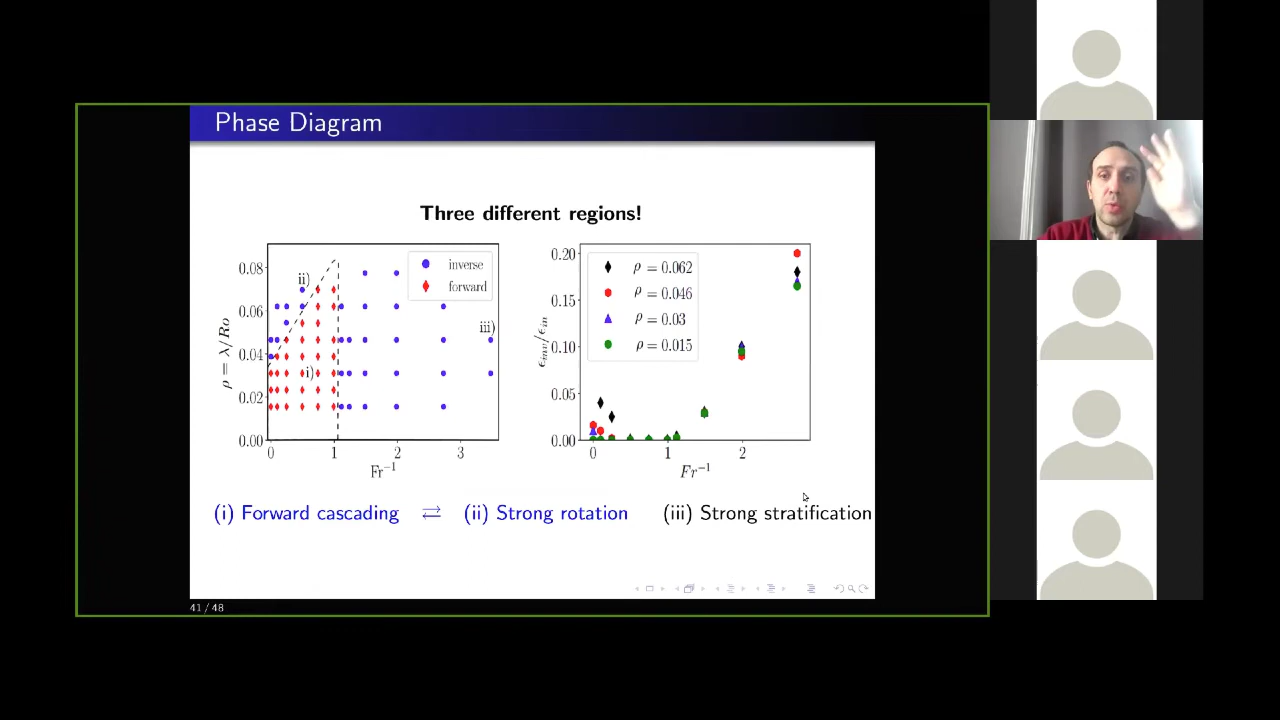 Phase Diagram
Three different regions!
0.08
0.06
0.04
0.02
0.00
ρ = λ/Ro
ii)
i)
iii)
inverse
forward
0 1 2 3
Fr⁻¹
0.20
0.15
0.10
0.05
0.00
ϵinv/ϵin
ρ = 0.062
ρ = 0.046
ρ = 0.03
ρ = 0.015
0 1 2
Fr⁻¹
(i) Forward cascading ⇄ (ii) Strong rotation (iii) Strong stratification
41 / 48